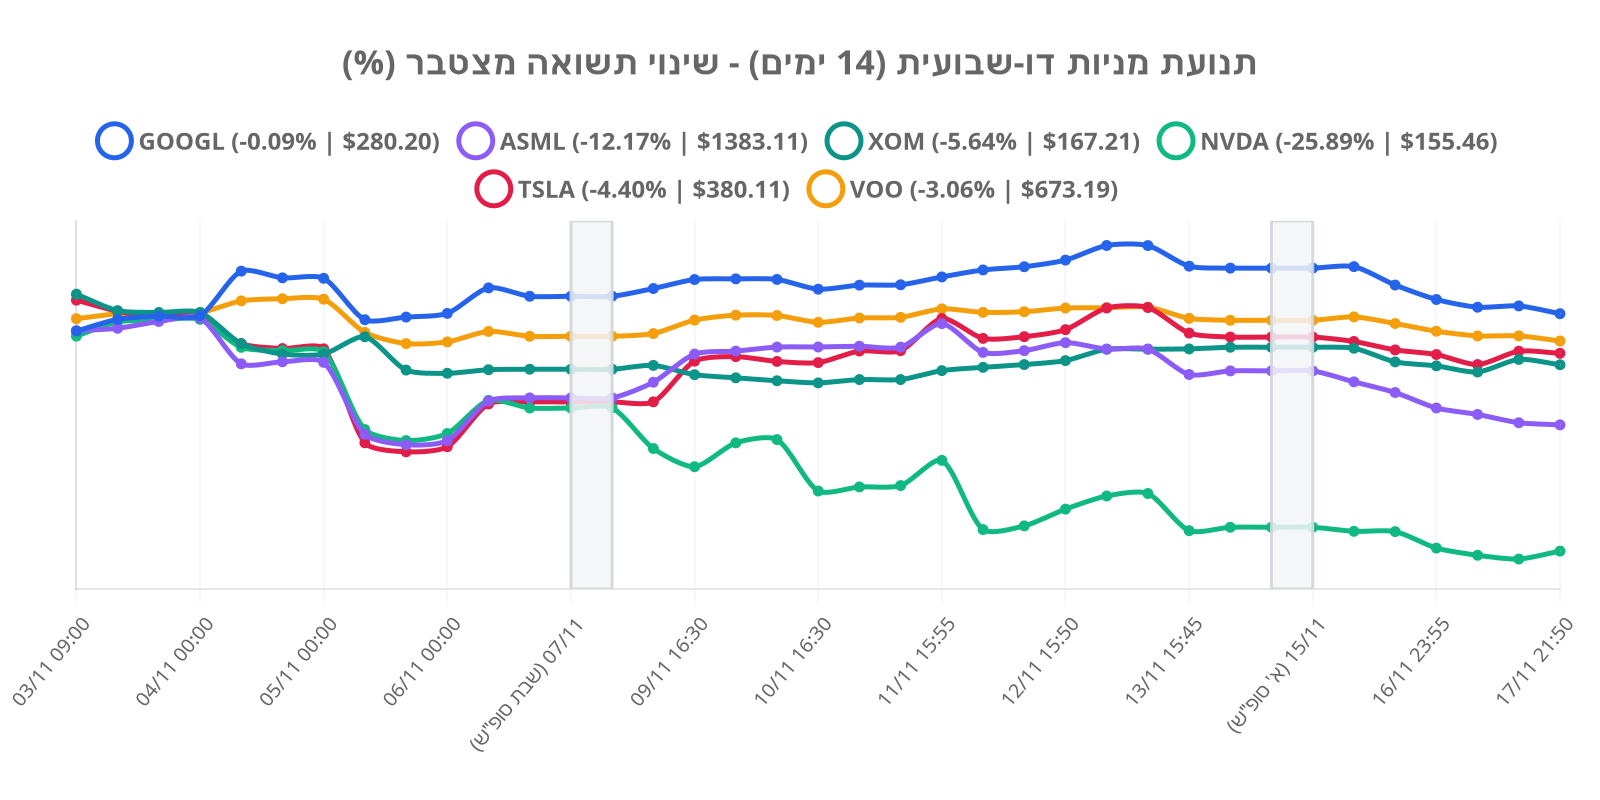 תנועת מניות דו-שבועית (14 ימים) - שינוי תשואה מצטבר (%)
GOOGL (-0.09% | $280.20) ASML (-12.17% | $1383.11) XOM (-5.64% | $167.21) NVDA (-25.89% | $155.46)
TSLA (-4.40% | $380.11) VOO (-3.06% | $673.19)
03/11 09:00
04/11 00:00
05/11 00:00
06/11 00:00
07/11 (שבת סופ"ש)
09/11 16:30
10/11 16:30
11/11 15:55
12/11 15:50
13/11 15:45
15/11 (א' סופ"ש)
16/11 23:55
17/11 21:50